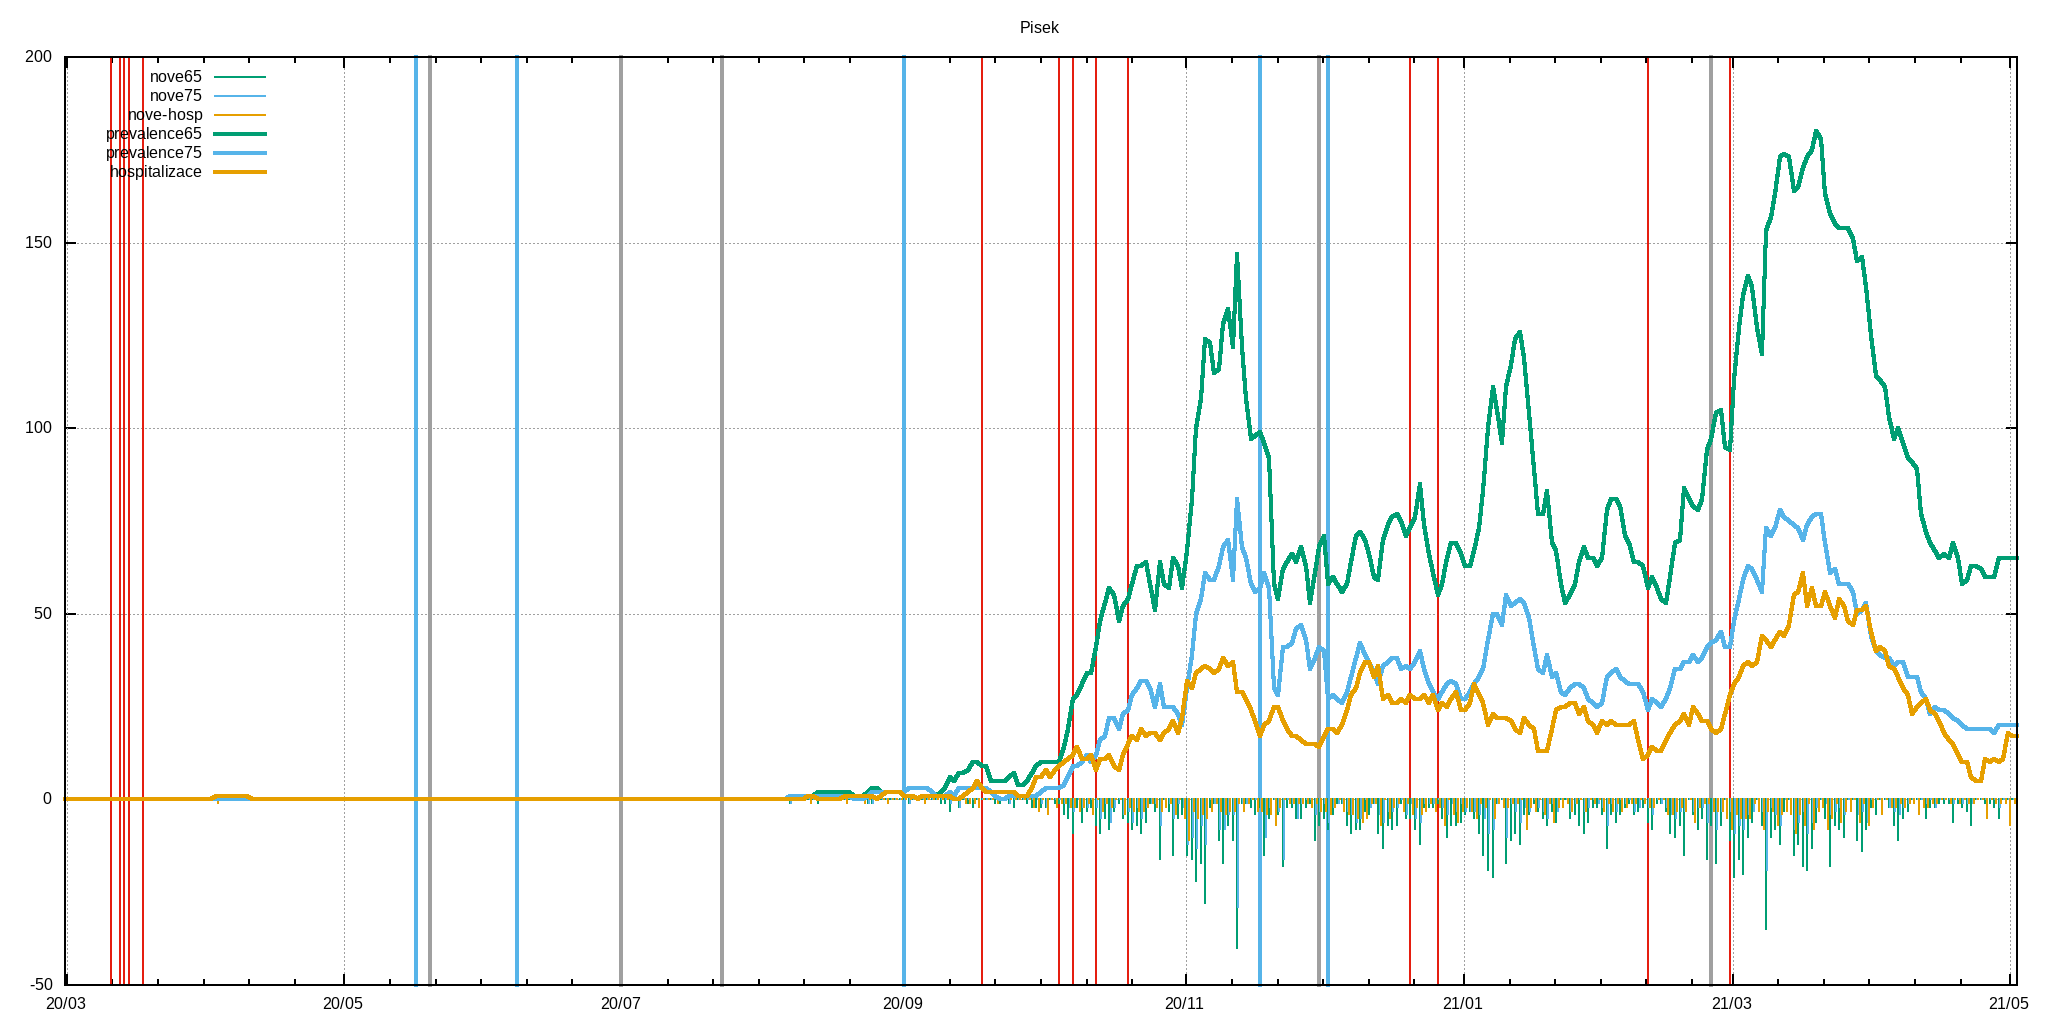 Pisek
200
nove65
nove75
nove-hosp
prevalence65
prevalence75
hospitalizace
150
100
50
0
-50
20/03 20/05 20/07 20/09 20/11 21/01 21/03 21/05